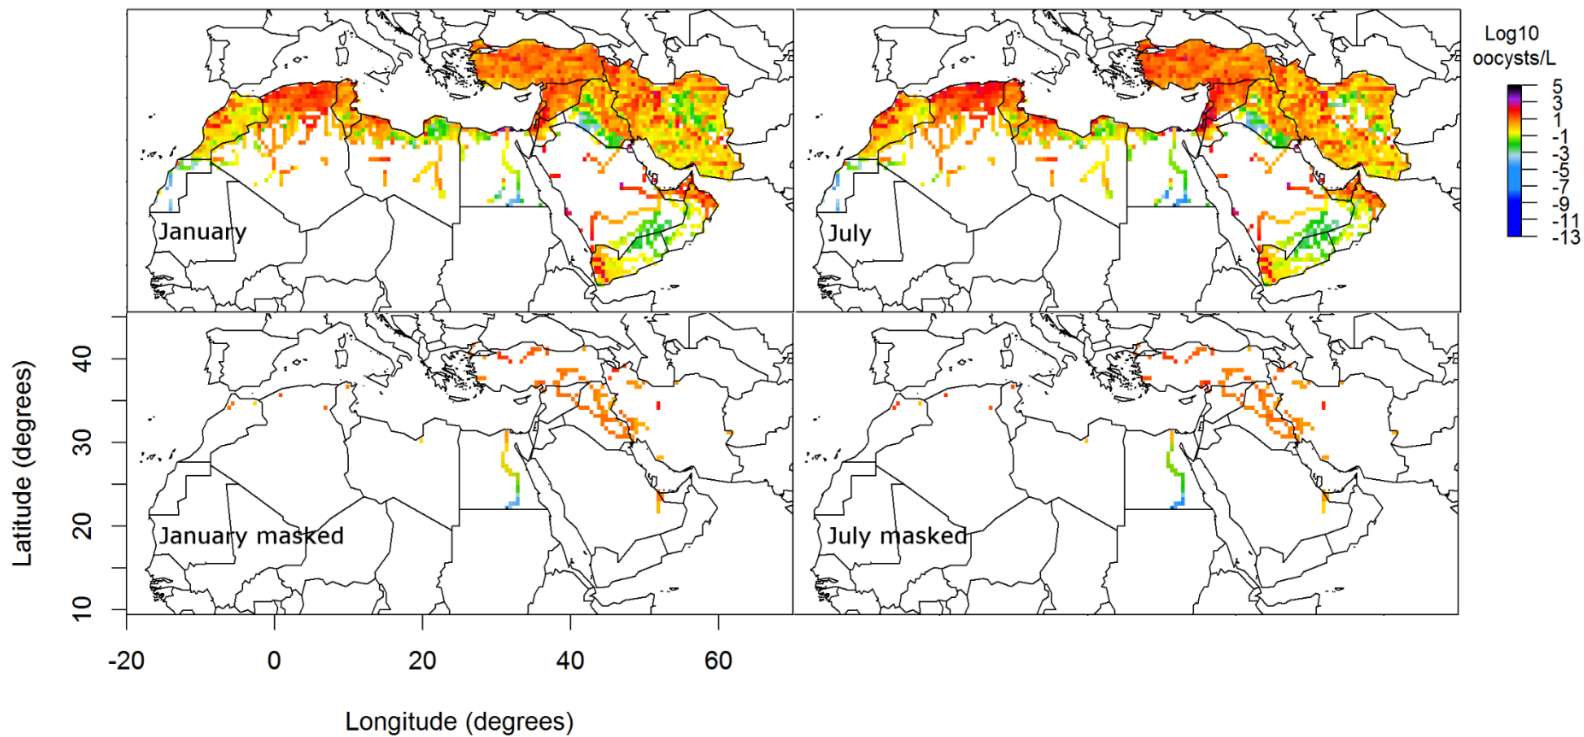 January
July
Log10
oocysts/L
5
3
1
-1
-3
-5
-7
-9
-11
-13
January masked
July masked
Latitude (degrees)
40
30
20
10
-20
0
20
40
60
Longitude (degrees)